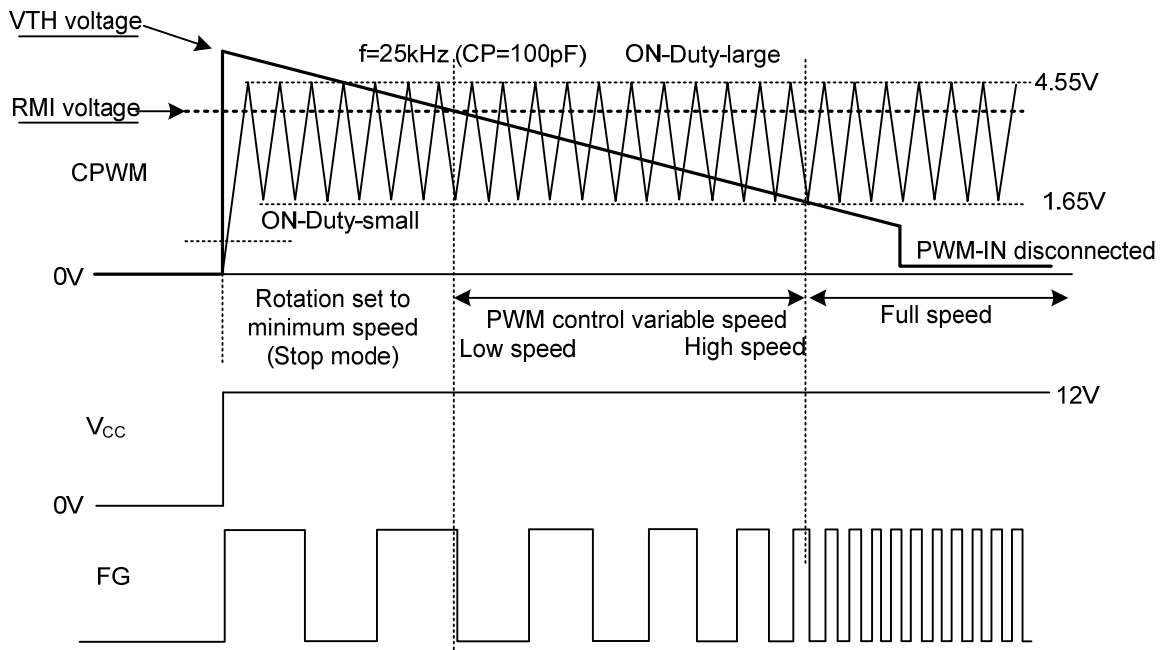 VTH voltage
f=25kHz (CP=100pF)
ON-Duty-large
4.55V
RMI voltage
CPWM
1.65V
ON-Duty-small
PWM-IN disconnected
0V
Rotation set to
minimum speed
(Stop mode)
PWM control variable speed
Low speed
High speed
Full speed
12V
VCC
0V
FG